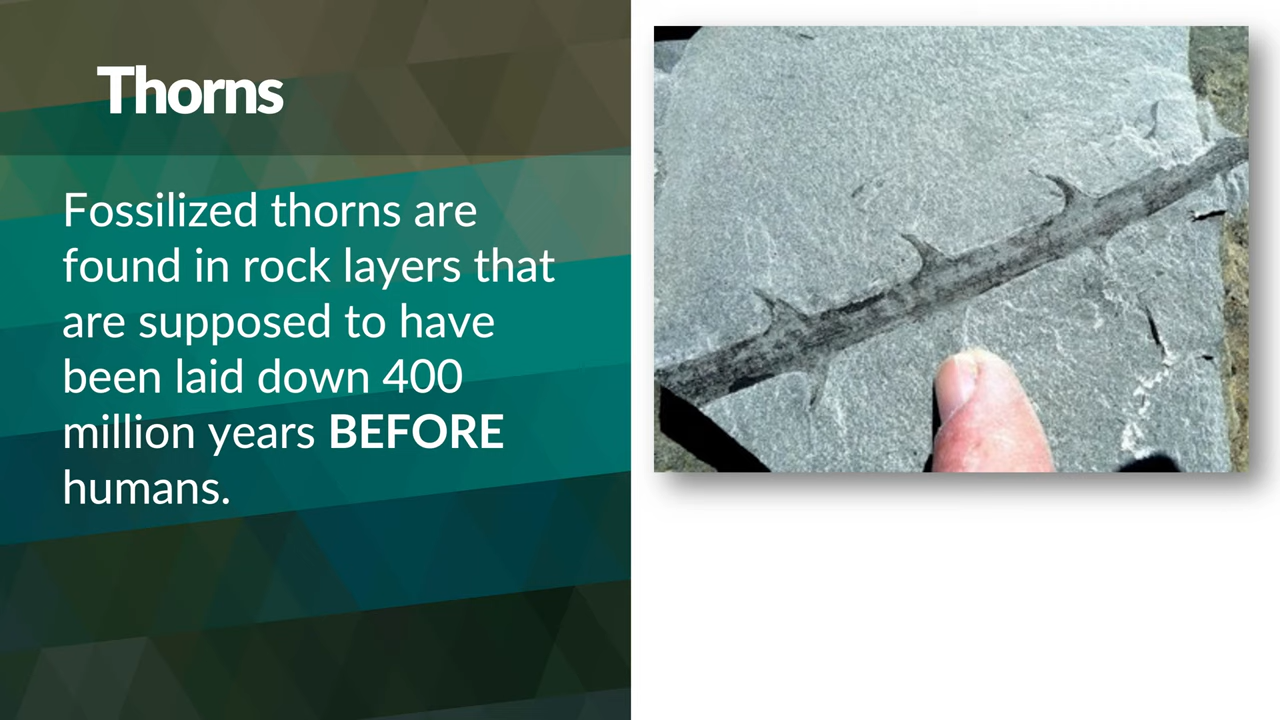 Thorns
Fossilized thorns are
found in rock layers that
are supposed to have
been laid down 400
million years BEFORE
humans.